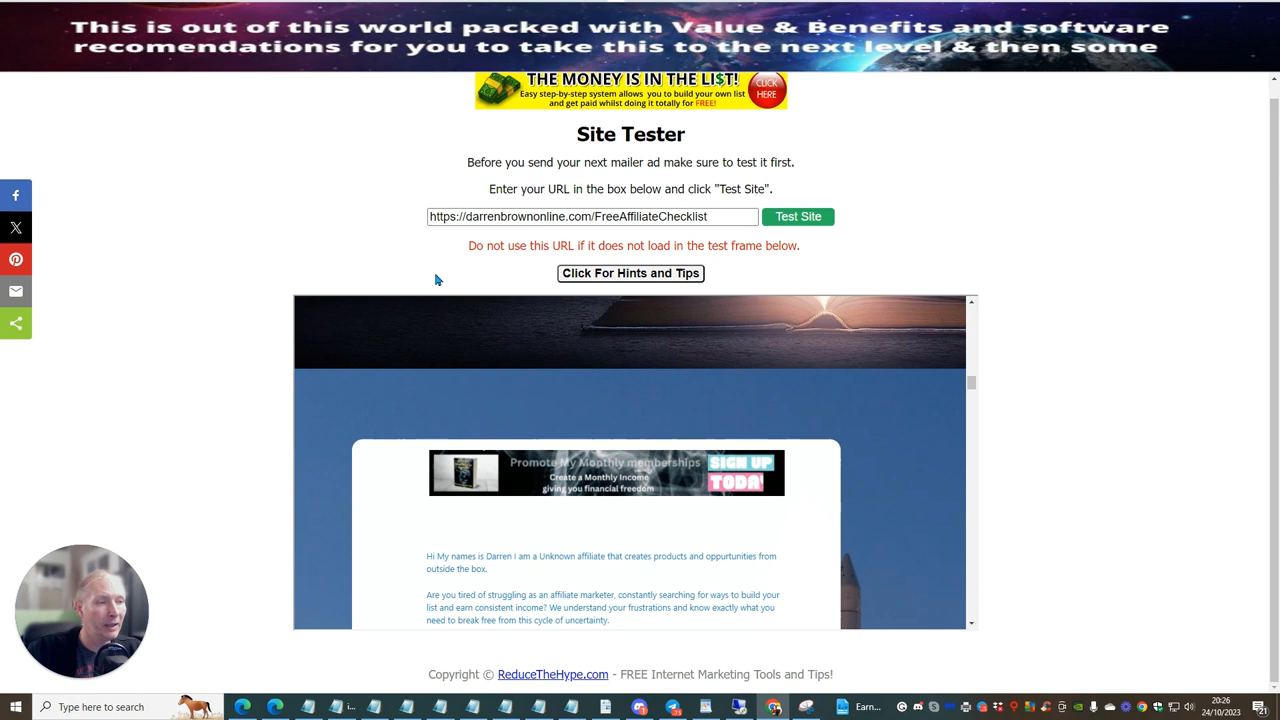 This is out of this world packed with Value & Benefits and software
recomendations for you to take this to the next level & then some
THE MONEY IS IN THE LI$T!
Easy step-by-step system allows you to build your own list
and get paid whilst doing it totally for FREE!
CLICK
HERE
Site Tester
Before you send your next mailer ad make sure to test it first.
Enter your URL in the box below and click "Test Site".
https://darrenbrownonline.com/FreeAffiliateChecklist
Test Site
Do not use this URL if it does not load in the test frame below.
Click For Hints and Tips
Promote My Monthly memberships
Create a Monthly Income
giving you financial freedom
SIGN UP
TODAY
Hi My names is Darren I am a Unknown affiliate that creates products and oppurtunities from
outside the box.
Are you tired of struggling as an affiliate marketer, constantly searching for ways to build your
list and earn consistent income? We understand your frustrations and know exactly what you
need to break free from this cycle of uncertainty.
Copyright © ReduceTheHype.com - FREE Internet Marketing Tools and Tips!
Type here to search
Earn...
20:26
24/10/2023